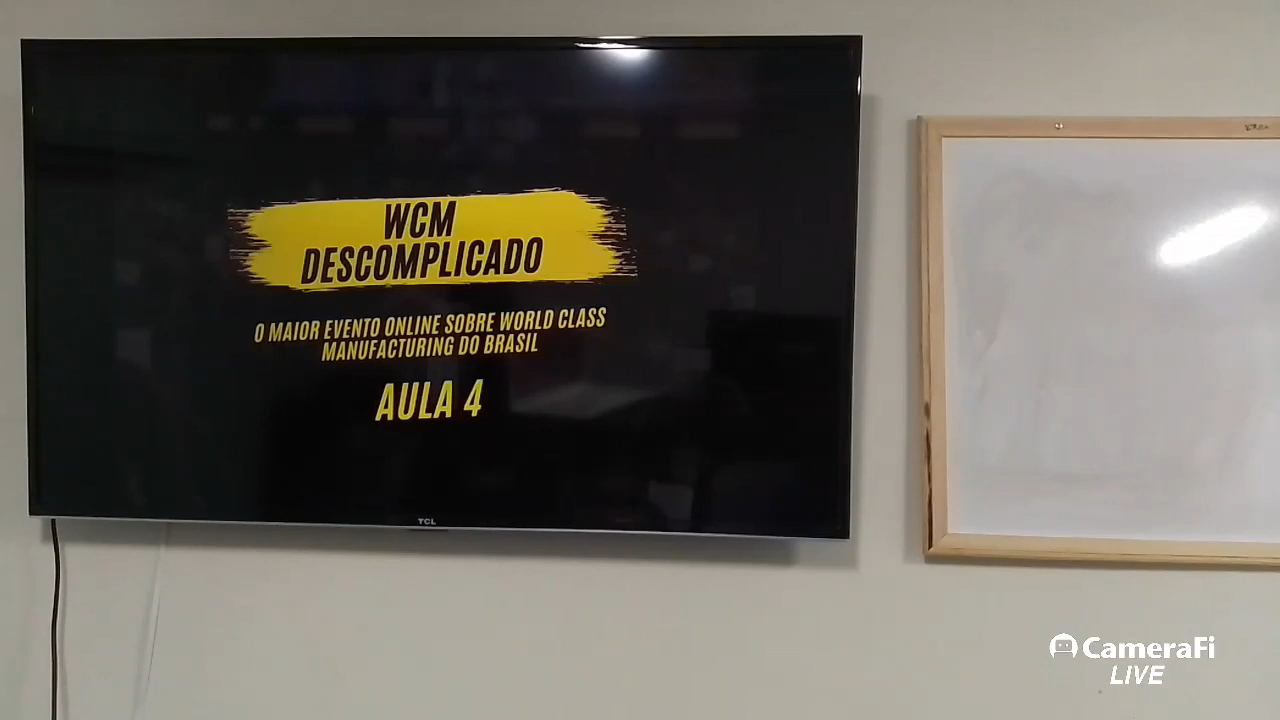 WCM
DESCOMPLICADO
O MAIOR EVENTO ONLINE SOBRE WORLD CLASS
MANUFACTURING DO BRASIL
AULA 4
TCL
CameraFi
LIVE